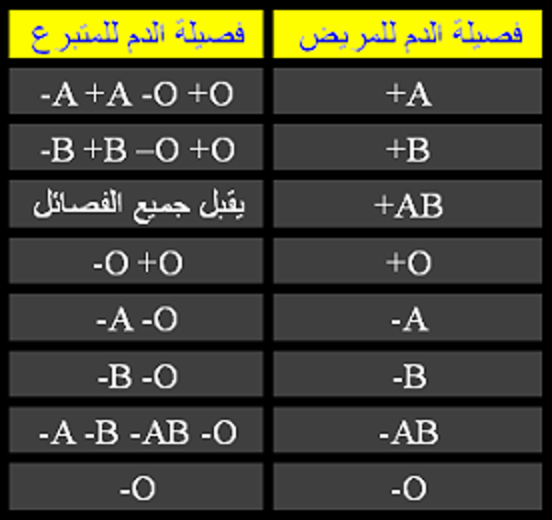 فصيلة الدم للمريض فصيلة الدم للمتبرع
+A -A +A -O +O
+B -B +B –O +O
+AB يقبل جميع الفصائل
+O -O +O
-A -A -O
-B -B -O
-AB -A -B -AB -O
-O -O